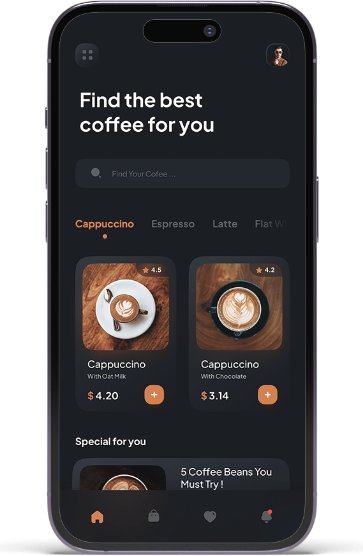 Find the best
coffee for you
Find Your Cofee ...
Cappuccino Espresso Latte Flat W
4.5
4.2
Cappuccino
With Oat Milk
$ 4.20
+
Cappuccino
With Chocolate
$ 3.14
+
Special for you
5 Coffee Beans You
Must Try !